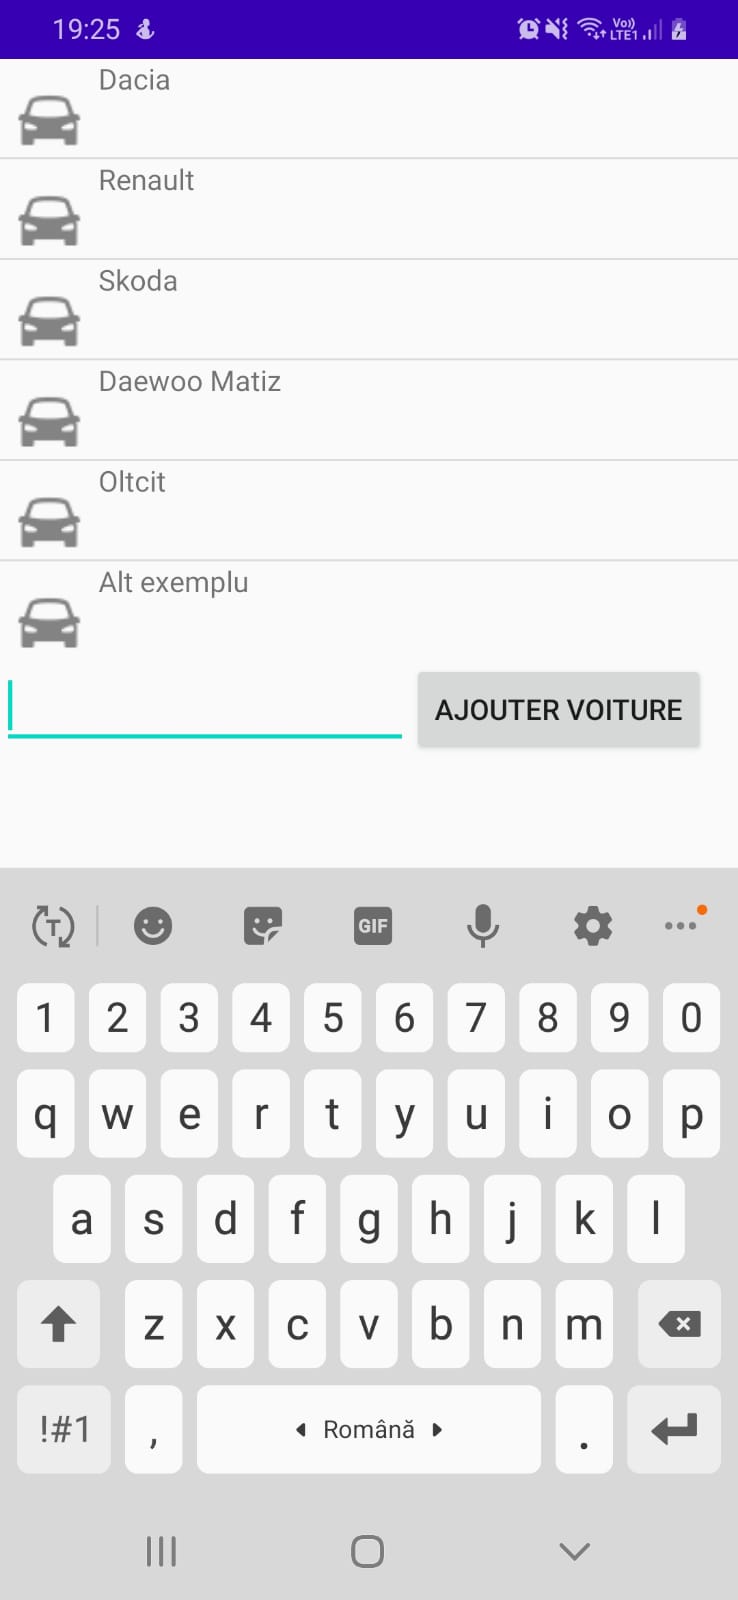 19:25
Vo))
LTE1
Dacia
Renault
Skoda
Daewoo Matiz
Oltcit
Alt exemplu
AJOUTER VOITURE
T
GIF
1 2 3 4 5 6 7 8 9 0
q w e r t y u i o p
a s d f g h j k l
z x c v b n m
!#1 , Română .